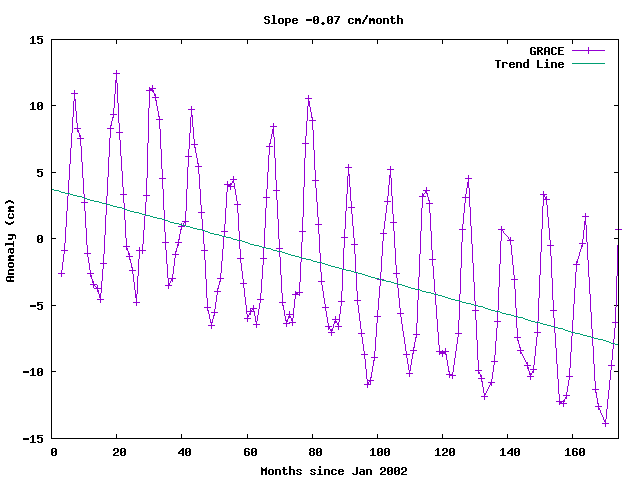 Slope -0.07 cm/month
15
10
5
0
-5
-10
-15
Anomaly (cm)
GRACE
Trend Line
0 20 40 60 80 100 120 140 160
Months since Jan 2002